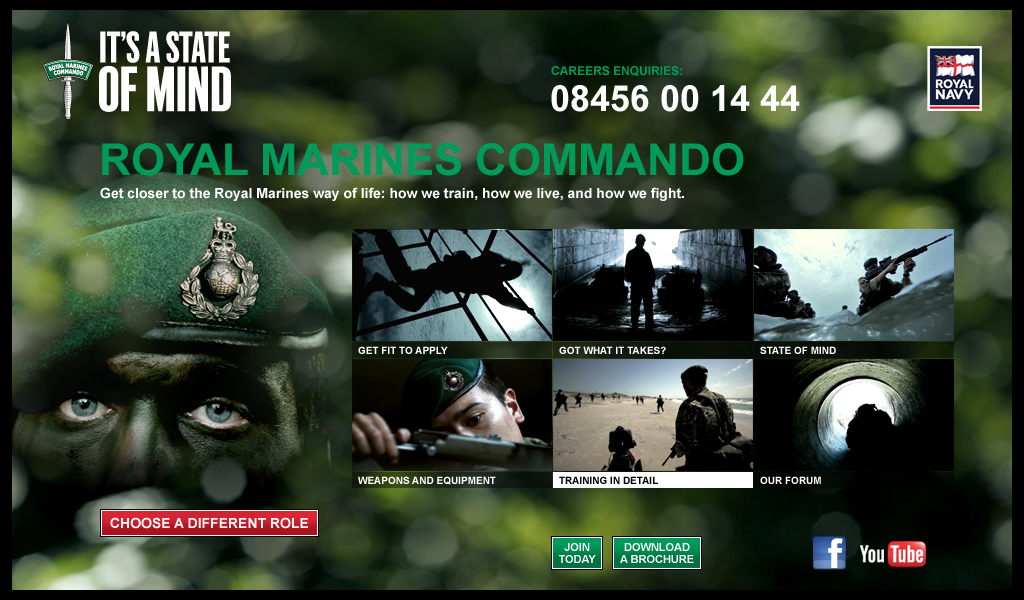 IT'S A STATE
OF MIND
ROYAL MARINES
COMMANDO
CAREERS ENQUIRIES:
08456 00 14 44
ROYAL
NAVY
ROYAL MARINES COMMANDO
Get closer to the Royal Marines way of life: how we train, how we live, and how we fight.
GET FIT TO APPLY
GOT WHAT IT TAKES?
STATE OF MIND
WEAPONS AND EQUIPMENT
TRAINING IN DETAIL
OUR FORUM
CHOOSE A DIFFERENT ROLE
JOIN
TODAY
DOWNLOAD
A BROCHURE
f
You Tube